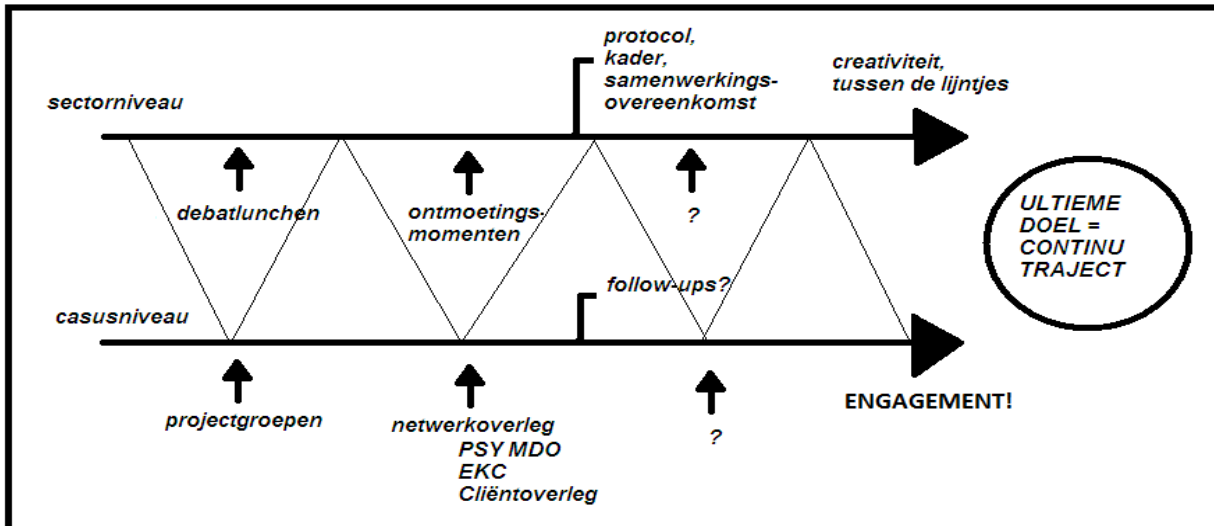 protocol,
kader,
samenwerkings-
overeenkomst
creativiteit,
tussen de lijntjes
sectorniveau
debatlunchen
ontmoetings-
momenten
?
ULTIEME
DOEL =
CONTINU
TRAJECT
follow-ups?
casusniveau
projectgroepen
netwerkoverleg
PSY MDO
EKC
Cliëntoverleg
?
ENGAGEMENT!